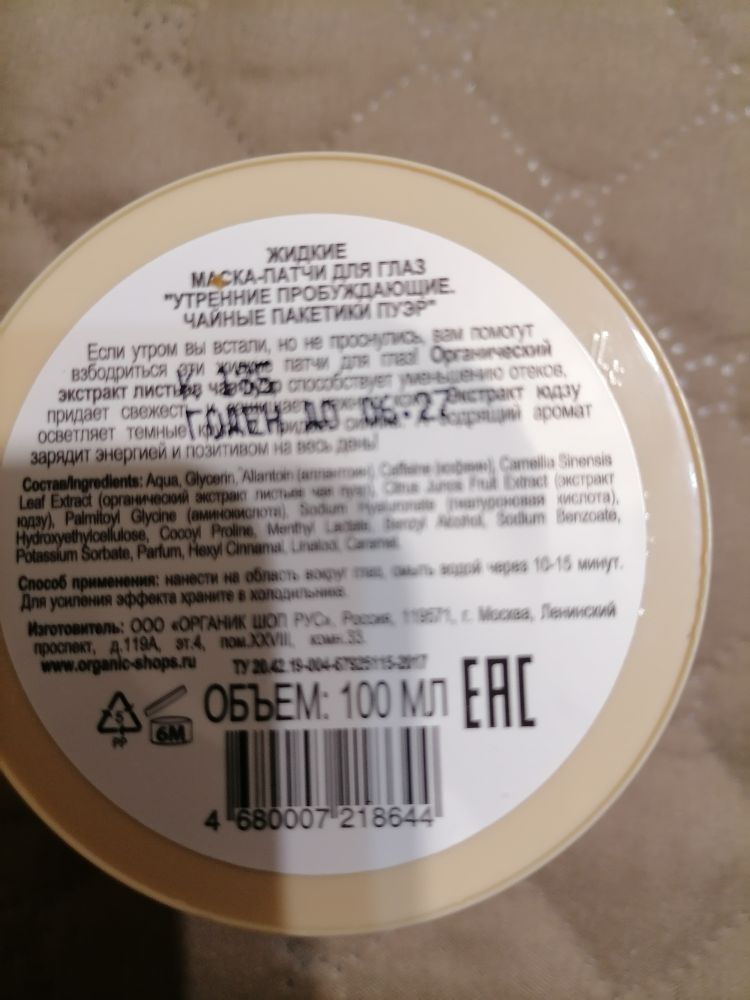 ЖИДКИЕ
МАСКА-ПАТЧИ ДЛЯ ГЛАЗ
"УТРЕННИЕ ПРОБУЖДАЮЩИЕ.
ЧАЙНЫЕ ПАКЕТИКИ ПУЭР"
Если утром вы встали, но не проснулись, вам помогут
взбодриться эти жидкие патчи для глаз! Органический
экстракт листьев способствует уменьшению отеков,
придает Экстракт юдзу
осветляет темные аромат
зарядит энергией и позитивом на весь день!
ГОДЕН ДО 06.27
Состав/Ingredients: Aqua, Glycerin, Allantoin (аллантоин), Caffeine (кофеин), Camellia Sinensis
Leaf Extract (органический экстракт листьев чая пуэр), Citrus Junos Fruit Extract (экстракт
юдзу), Palmitoyl Glycine (аминокислота), Sodium Hyaluronate (гиалуроновая кислота),
Hydroxyethylcellulose, Cocoyl Proline, Menthyl Lactate, Benzyl Alcohol, Sodium Benzoate,
Potassium Sorbate, Parfum, Hexyl Cinnamal, Linalool, Caramel.
Способ применения: нанести на область вокруг глаз, смыть водой через 10-15 минут.
Для усиления эффекта храните в холодильнике.
Изготовитель: ООО «ОРГАНИК ШОП РУС», Россия, 119571, г. Москва, Ленинский
проспект, д.119А, эт.4, пом.XXVIII, комн.33.
www.organic-shops.ru ТУ 20.42.19-004-67925115-2017
5 PP 6M ОБЪЕМ: 100 МЛ EAC
4 680007 218644